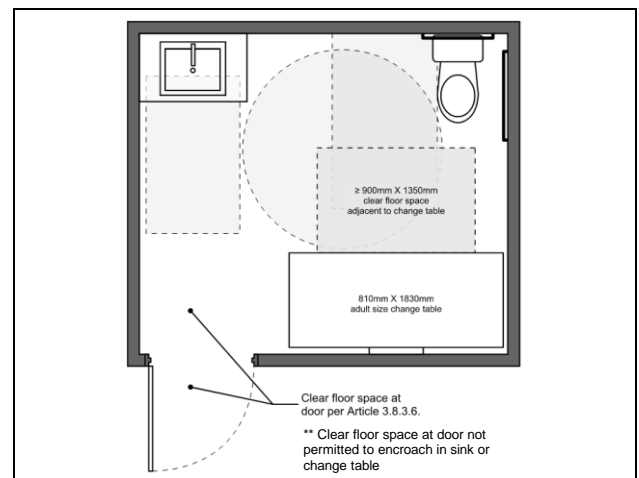 ≥ 900mm X 1350mm
clear floor space
adjacent to change table
810mm X 1830mm
adult size change table
Clear floor space at
door per Article 3.8.3.6.
** Clear floor space at door not
permitted to encroach in sink or
change table